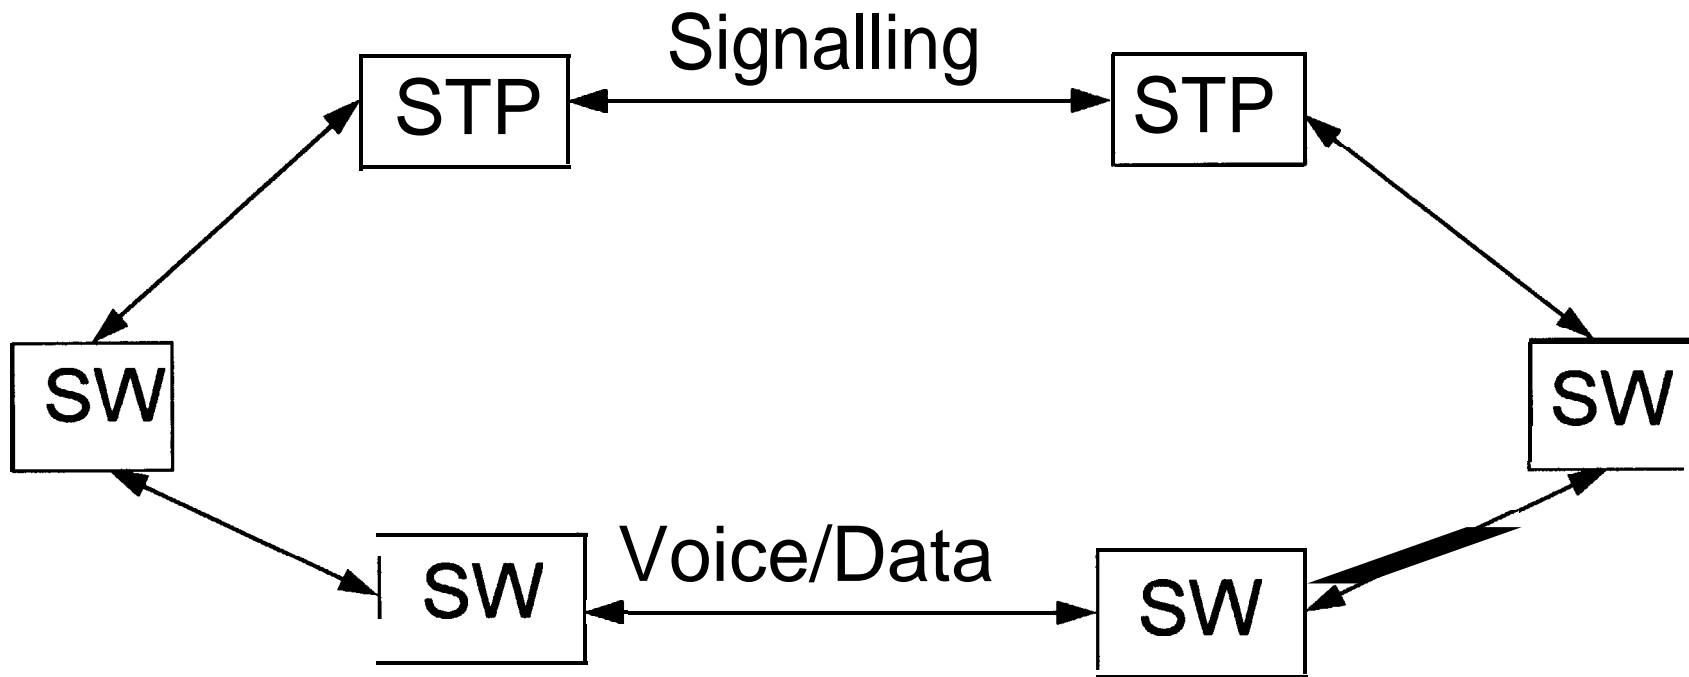 Signalling
STP
STP
SW
SW
Voice/Data
SW
SW